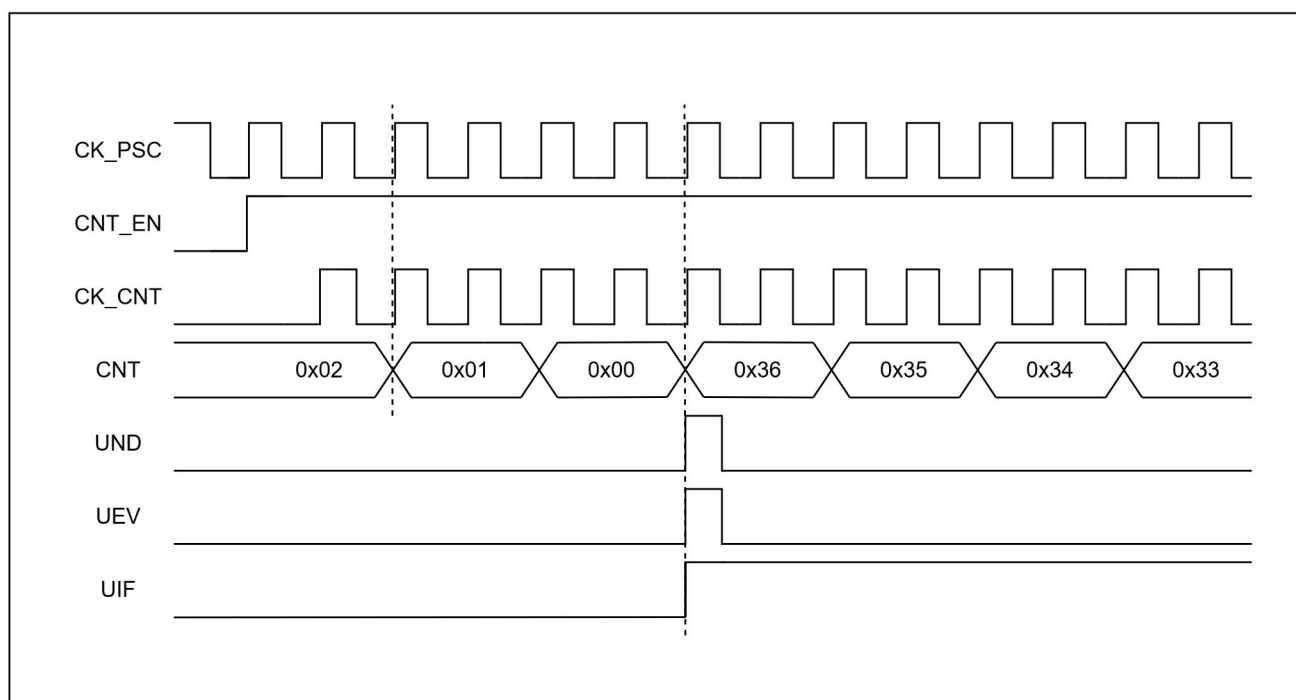 CK_PSC
CNT_EN
CK_CNT
CNT 0x02 0x01 0x00 0x36 0x35 0x34 0x33
UND
UEV
UIF